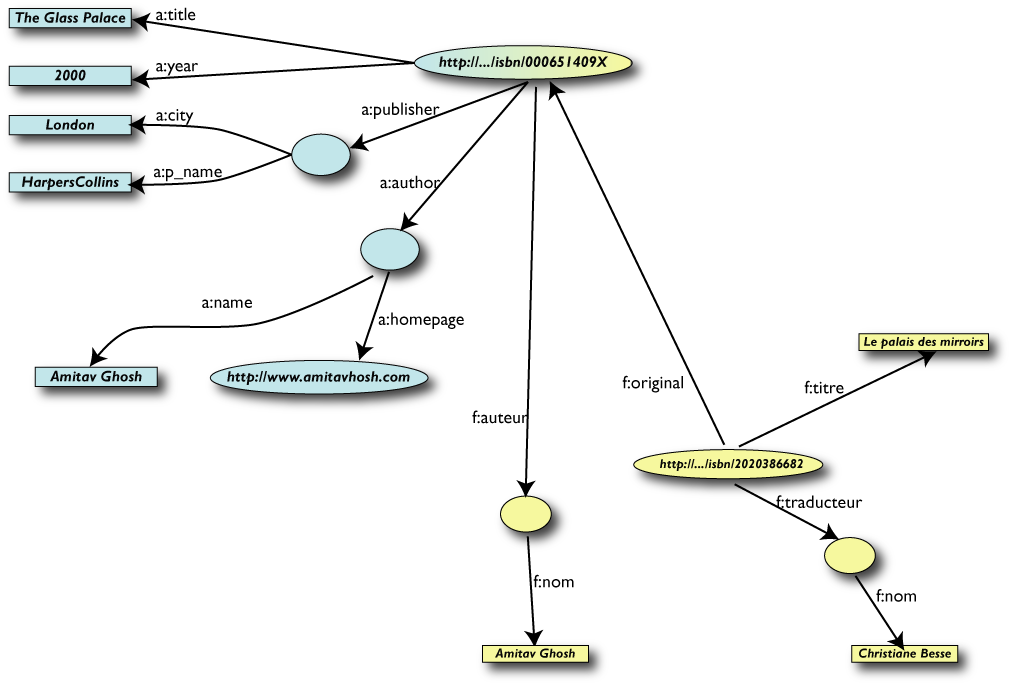 The Glass Palace
a:title
http://.../isbn/000651409X
2000
a:year
a:publisher
London
a:city
HarpersCollins
a:p_name
a:author
a:name
a:homepage
Amitav Ghosh
http://www.amitavhosh.com
Le palais des mirroirs
f:original
f:titre
f:auteur
http://.../isbn/2020386682
f:traducteur
f:nom
f:nom
Amitav Ghosh
Christiane Besse